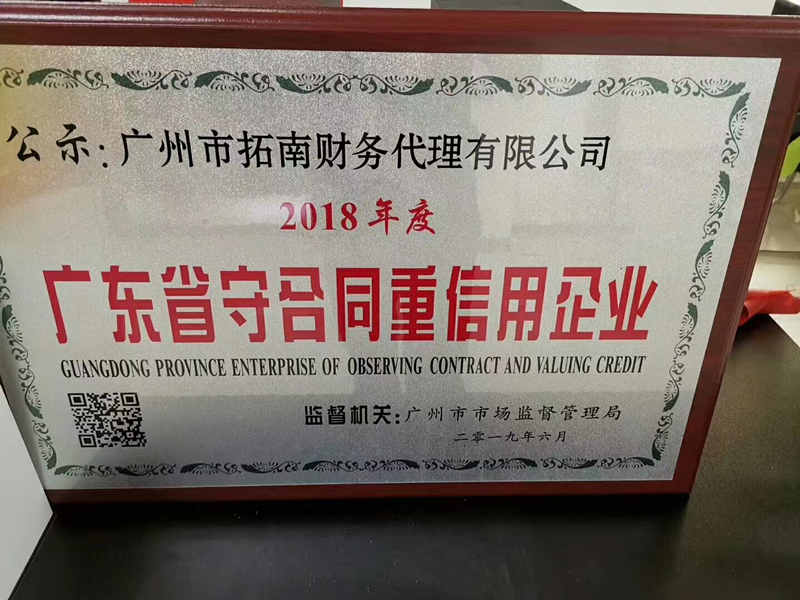 公示:广州市拓南财务代理有限公司
2018年度
广东省守合同重信用企业
GUANGDONG PROVINCE ENTERPRISE OF OBSERVING CONTRACT AND VALUING CREDIT
监督机关:广州市市场监督管理局
二零一九年六月